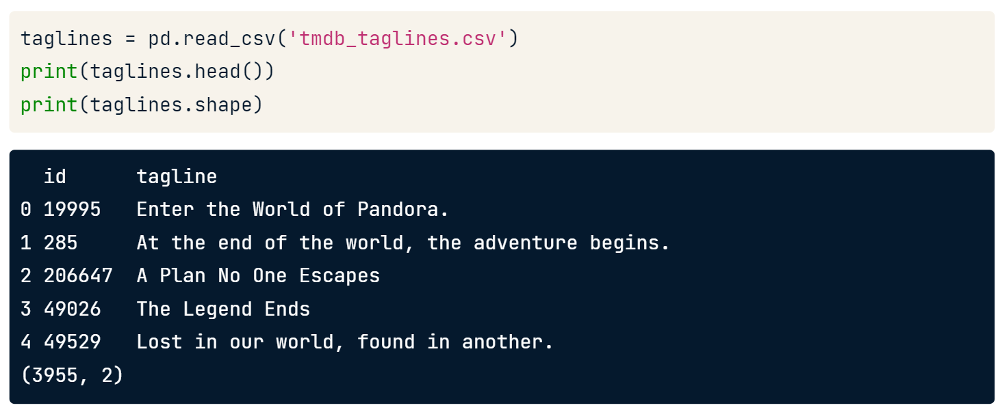 taglines = pd.read_csv('tmdb_taglines.csv')
print(taglines.head())
print(taglines.shape)
id tagline
0 19995 Enter the World of Pandora.
1 285 At the end of the world, the adventure begins.
2 206647 A Plan No One Escapes
3 49026 The Legend Ends
4 49529 Lost in our world, found in another.
(3955, 2)